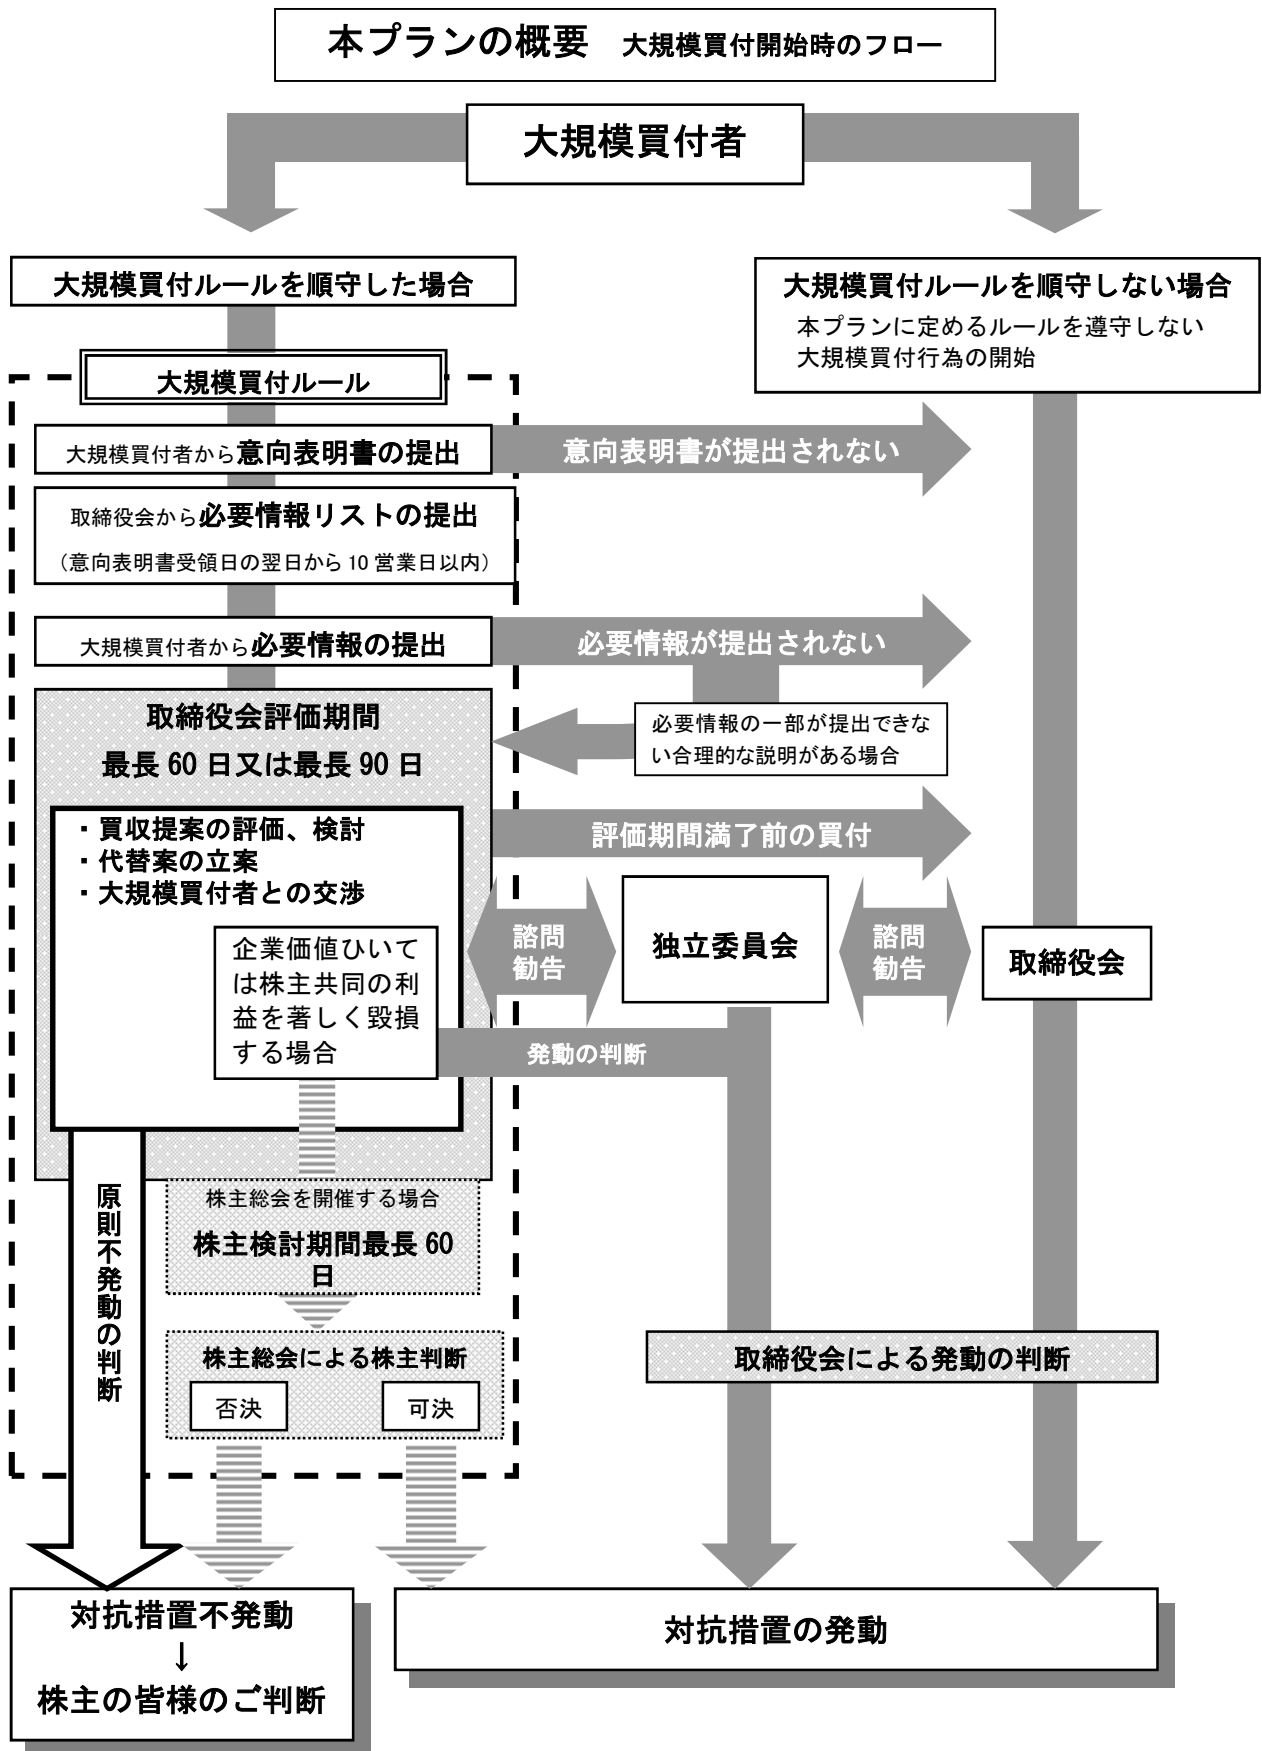 本プランの概要 大規模買付開始時のフロー
大規模買付者
大規模買付ルールを順守した場合
大規模買付ルールを順守しない場合
本プランに定めるルールを遵守しない
大規模買付行為の開始
大規模買付ルール
大規模買付者から意向表明書の提出
意向表明書が提出されない
取締役会から必要情報リストの提出
（意向表明書受領日の翌日から10営業日以内）
大規模買付者から必要情報の提出
必要情報が提出されない
取締役会評価期間
最長60日又は最長90日
必要情報の一部が提出できな
い合理的な説明がある場合
・買収提案の評価、検討
・代替案の立案
・大規模買付者との交渉
評価期間満了前の買付
企業価値ひいて
は株主共同の利
益を著しく毀損
する場合
諮問
勧告
独立委員会
諮問
勧告
取締役会
発動の判断
原則不発動の判断
株主総会を開催する場合
株主検討期間最長60
日
株主総会による株主判断
否決
可決
取締役会による発動の判断
対抗措置不発動
↓
株主の皆様のご判断
対抗措置の発動